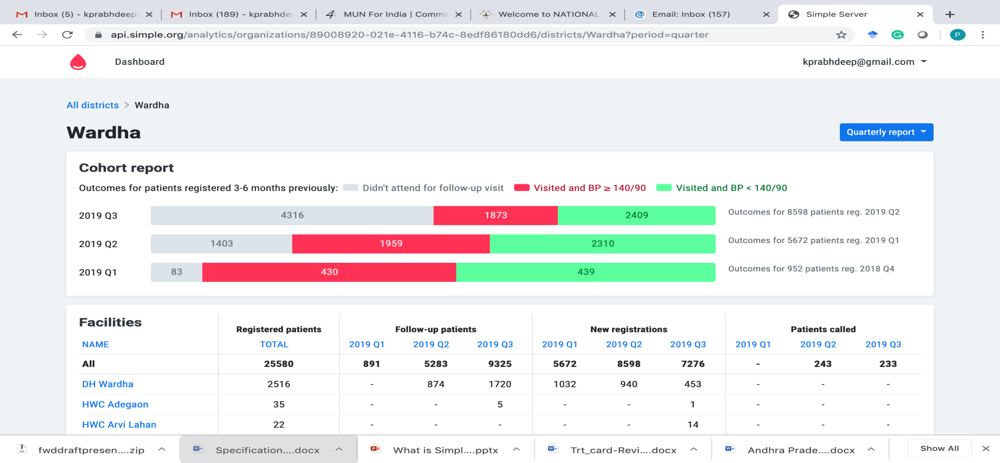 Inbox (5) - kprabhdeep
Inbox (189) - kprabhdee
MUN For India | Commi
Welcome to NATIONAL
Email: Inbox (157)
Simple Server
api.simple.org/analytics/organizations/89008920-021e-4116-b74c-8edf86180dd6/districts/Wardha?period=quarter
P
Dashboard
kprabhdeep@gmail.com
All districts > Wardha
Wardha
Quarterly report
Cohort report
Outcomes for patients registered 3-6 months previously: Didn't attend for follow-up visit Visited and BP ≥ 140/90 Visited and BP < 140/90
2019 Q3 4316 1873 2409 Outcomes for 8598 patients reg. 2019 Q2
2019 Q2 1403 1959 2310 Outcomes for 5672 patients reg. 2019 Q1
2019 Q1 83 430 439 Outcomes for 952 patients reg. 2018 Q4
Facilities
Registered patients Follow-up patients New registrations Patients called
NAME TOTAL 2019 Q1 2019 Q2 2019 Q3 2019 Q1 2019 Q2 2019 Q3 2019 Q1 2019 Q2 2019 Q3
All 25580 891 5283 9325 5672 8598 7276 - 243 233
DH Wardha 2516 - 874 1720 1032 940 453 - - -
HWC Adegaon 35 - - 5 - - 1 - - -
HWC Arvi Lahan 22 - - - - - 14 - - -
fwddraftpresen....zip
Specification....docx
What is Simpl....pptx
Trt_card-Revi....docx
Andhra Prade....docx
Show All